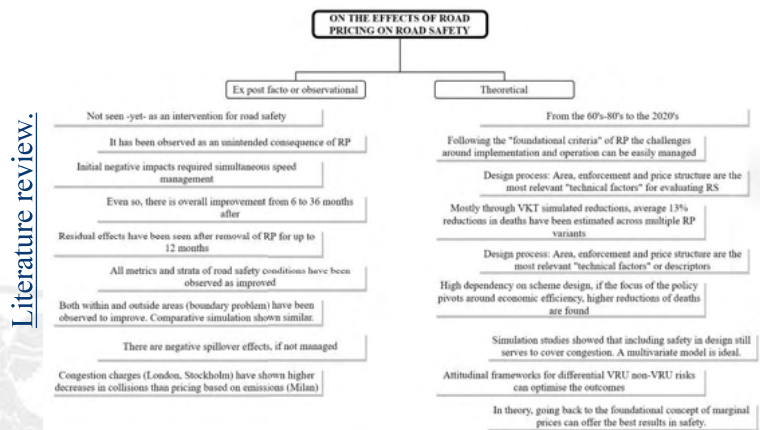 Literature review.
ON THE EFFECTS OF ROAD
PRICING ON ROAD SAFETY
Ex post facto or observational
Not seen -yet- as an intervention for road safety
It has been observed as an unintended consequence of RP
Initial negative impacts required simultaneous speed
management
Even so, there is overall improvement from 6 to 36 months
after
Residual effects have been seen after removal of RP for up to
12 months
All metrics and strata of road safety conditions have been
observed as improved
Both within and outside areas (boundary problem) have been
observed to improve. Comparative simulation shown similar.
There are negative spillover effects, if not managed
Congestion charges (London, Stockholm) have shown higher
decreases in collisions than pricing based on emissions (Milan)
Theoretical
From the 60's-80's to the 2020's
Following the "foundational criteria" of RP the challenges
around implementation and operation can be easily managed
Design process: Area, enforcement and price structure are the
most relevant "technical factors" for evaluating RS
Mostly through VKT simulated reductions, average 13%
reductions in deaths have been estimated across multiple RP
variants
Design process: Area, enforcement and price structure are the
most relevant "technical factors" or descriptors
High dependency on scheme design, if the focus of the policy
pivots around economic efficiency, higher reductions of deaths
are found
Simulation studies showed that including safety in design still
serves to cover congestion. A multivariate model is ideal.
Attitudinal frameworks for differential VRU non-VRU risks
can optimise the outcomes
In theory, going back to the foundational concept of marginal
prices can offer the best results in safety.